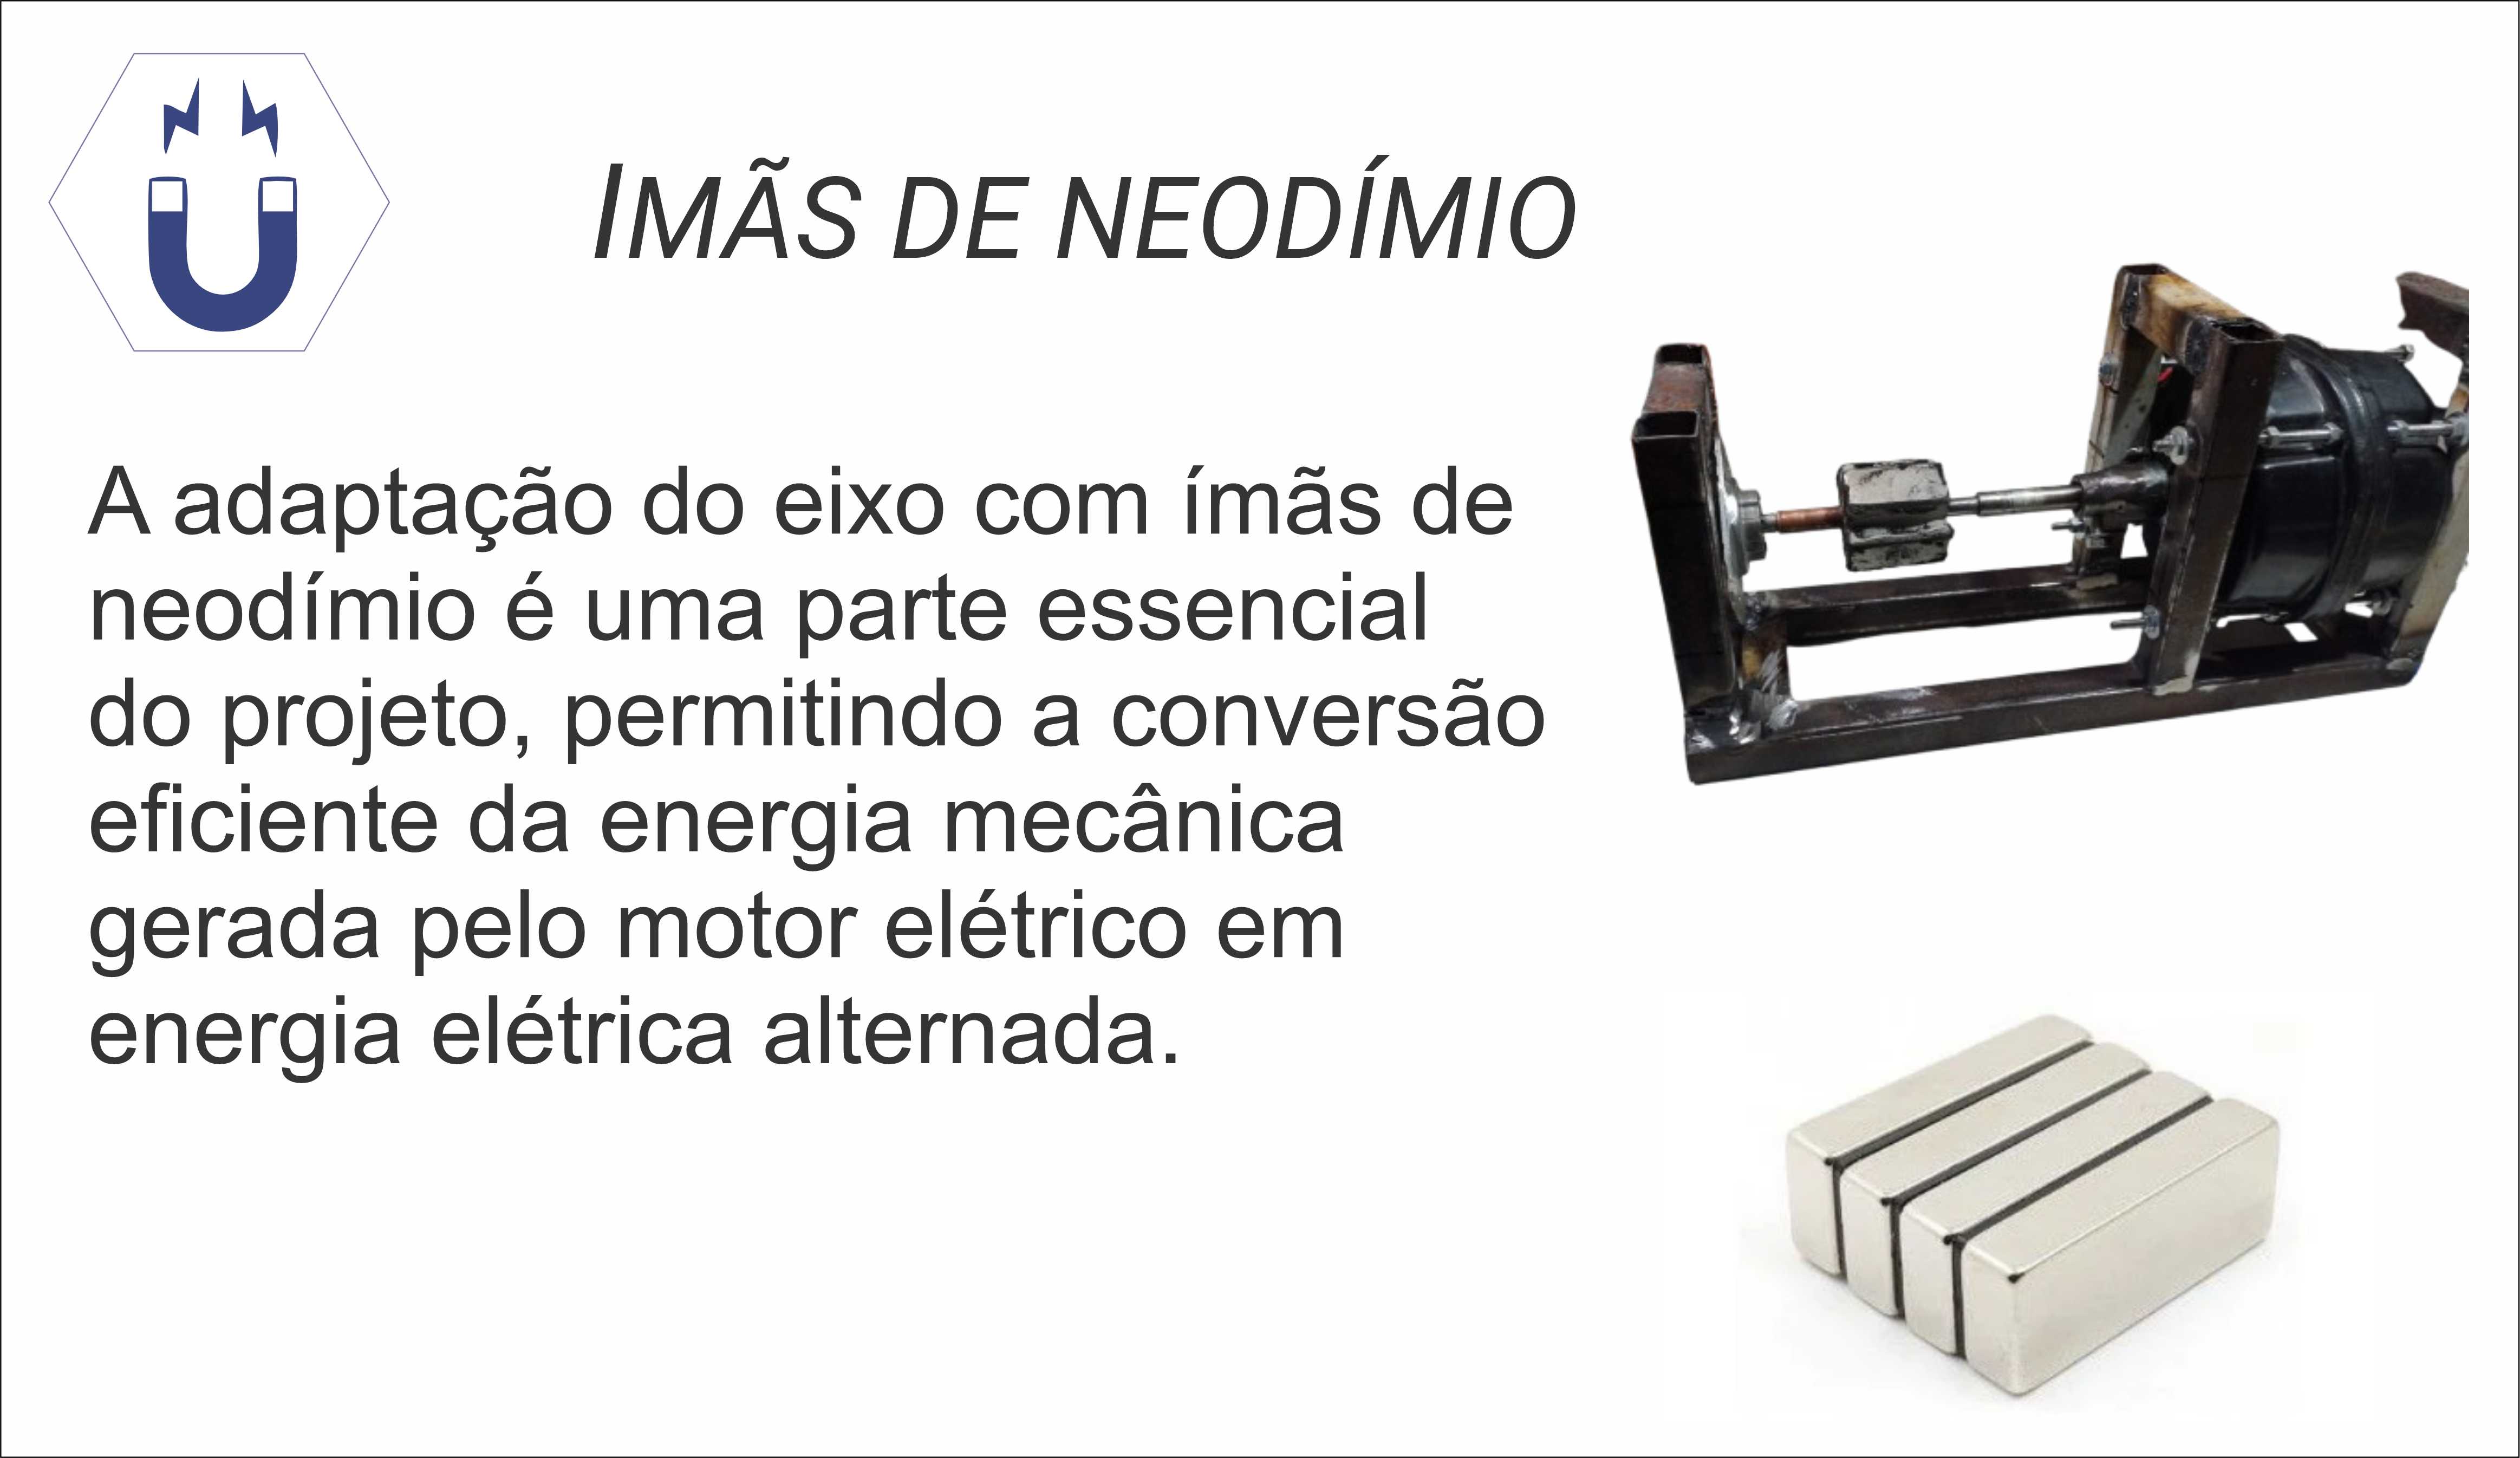 IMÃS DE NEODÍMIO
A adaptação do eixo com ímãs de
neodímio é uma parte essencial
do projeto, permitindo a conversão
eficiente da energia mecânica
gerada pelo motor elétrico em
energia elétrica alternada.